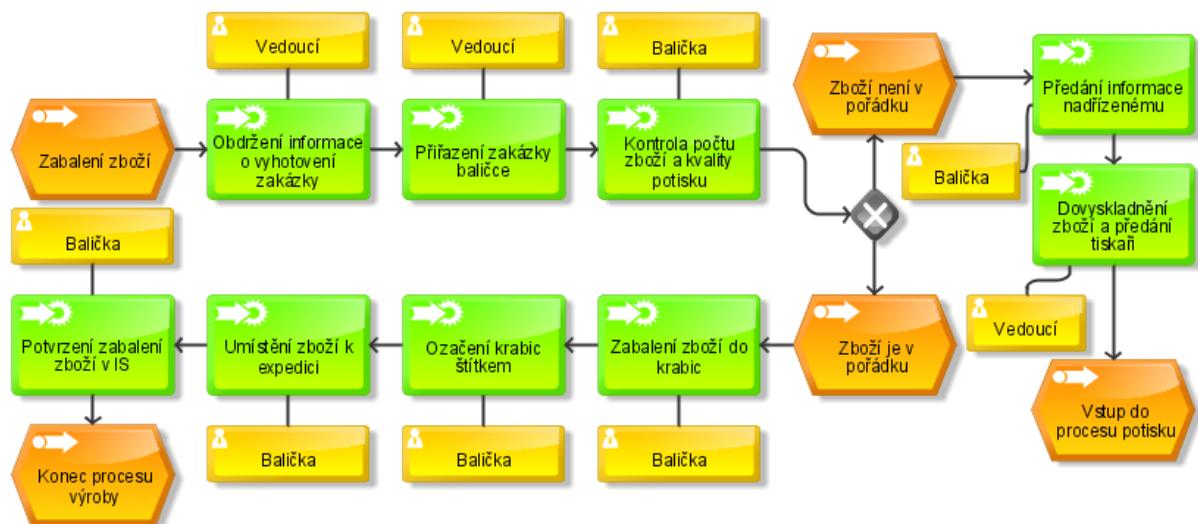 Vedoucí
Vedoucí
Balička
Zboží není v
pořádku
Předání informace
nadřízenému
Zabalení zboží
Obdržení informace
o vyhotovení
zakázky
Přiřazení zakázky
baličce
Kontrola počtu
zboží a kvality
potisku
Balička
Dovyskladnění
zboží a předání
tiskaři
Balička
Vedoucí
Potvrzení zabalení
zboží v IS
Umístění zboží k
expedici
Ozačení krabic
štítkem
Zabalení zboží do
krabic
Zboží je v
pořádku
Vstup do
procesu potisku
Balička
Balička
Balička
Konec procesu
výroby